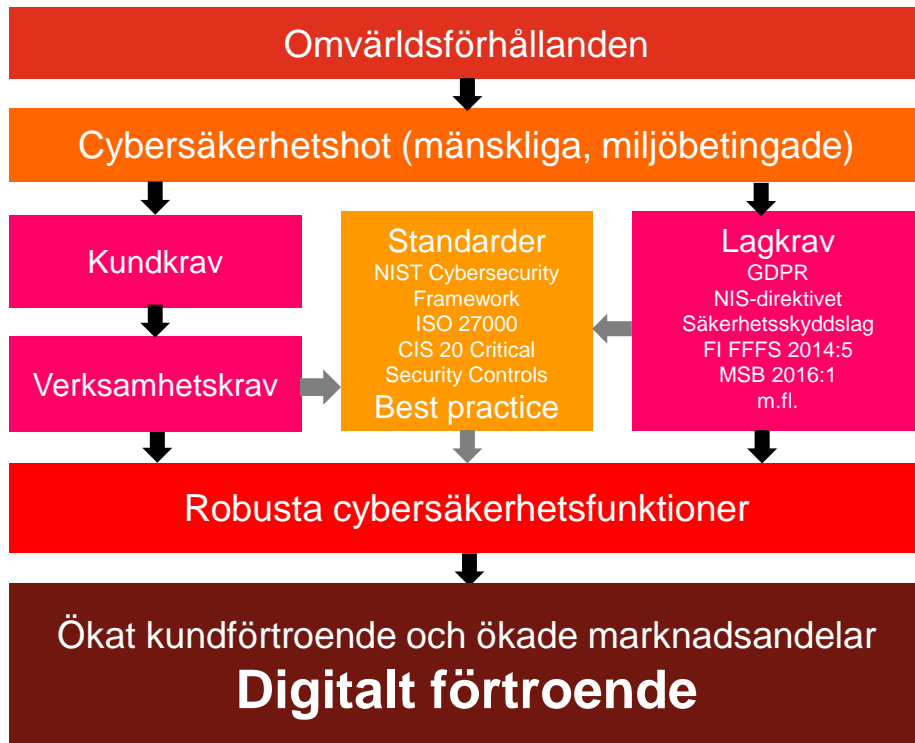 Omvärldsförhållanden
Cybersäkerhetshot (mänskliga, miljöbetingade)
Kundkrav
Verksamhetskrav
Standarder
NIST Cybersecurity
Framework
ISO 27000
CIS 20 Critical
Security Controls
Best practice
Lagkrav
GDPR
NIS-direktivet
Säkerhetsskyddslag
FI FFFS 2014:5
MSB 2016:1
m.fl.
Robusta cybersäkerhetsfunktioner
Ökat kundförtroende och ökade marknadsandelar
Digitalt förtroende